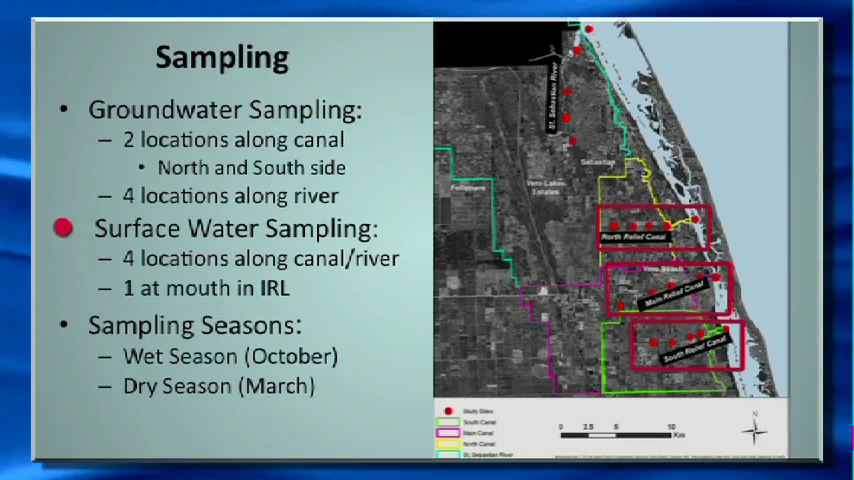 Sampling
• Groundwater Sampling:
– 2 locations along canal
• North and South side
– 4 locations along river
Surface Water Sampling:
– 4 locations along canal/river
– 1 at mouth in IRL
• Sampling Seasons:
– Wet Season (October)
– Dry Season (March)
St. Sebastian River
Sebastian
Fellsmere
Vero Lakes
Estates
North Relief Canal
Vero Beach
Main Relief Canal
South Relief Canal
Study Sites
South Canal
Main Canal
North Canal
St. Sebastian River
0 2.5 5 10
Km
N